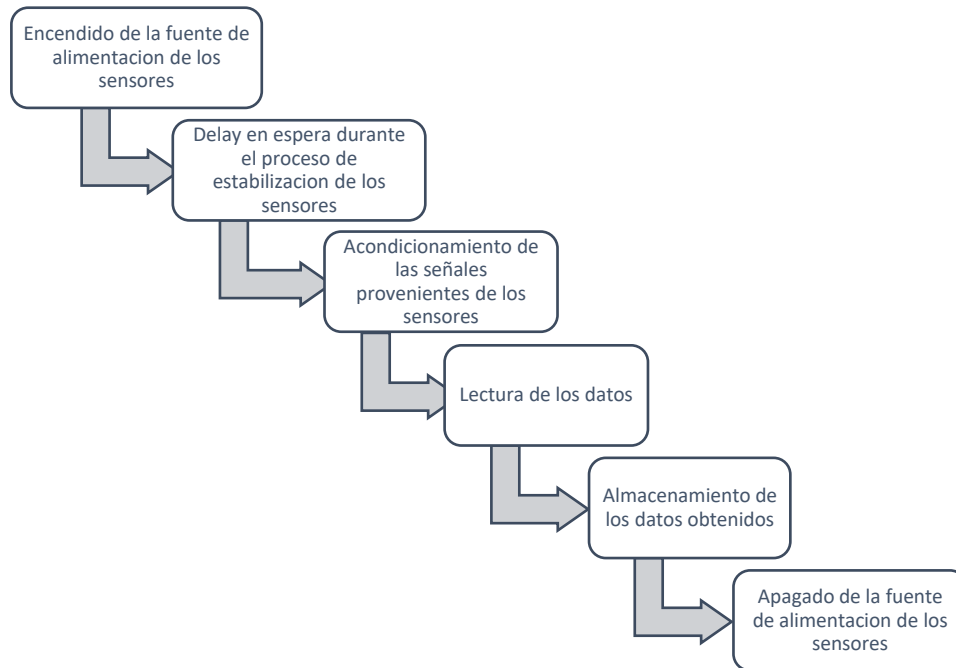 Encendido de la fuente de
alimentacion de los
sensores
Delay en espera durante
el proceso de
estabilizacion de los
sensores
Acondicionamiento de
las señales
provenientes de los
sensores
Lectura de los datos
Almacenamiento de
los datos obtenidos
Apagado de la fuente
de alimentacion de los
sensores